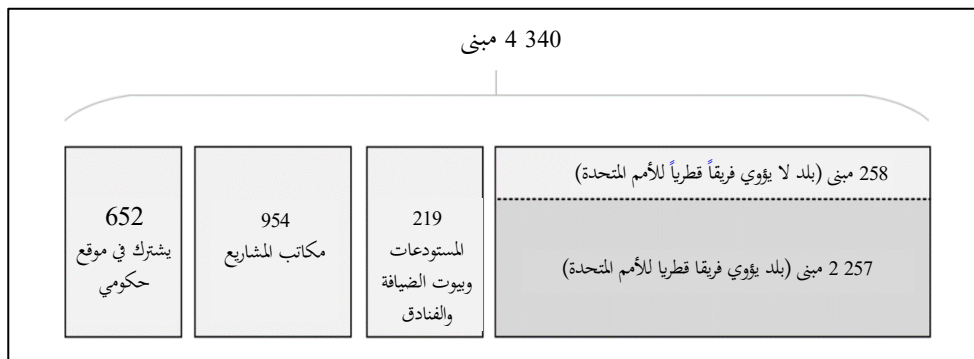 4 340 مبنى
258 مبنى (بلد لا يؤوي فريقاً قطرياً للأمم المتحدة)
2 257 مبنى (بلد يؤوي فريقا قطريا للأمم المتحدة)
219
المستودعات
وبيوت الضيافة
والفنادق
954
مكاتب المشاريع
652
يشترك في موقع
حكومي